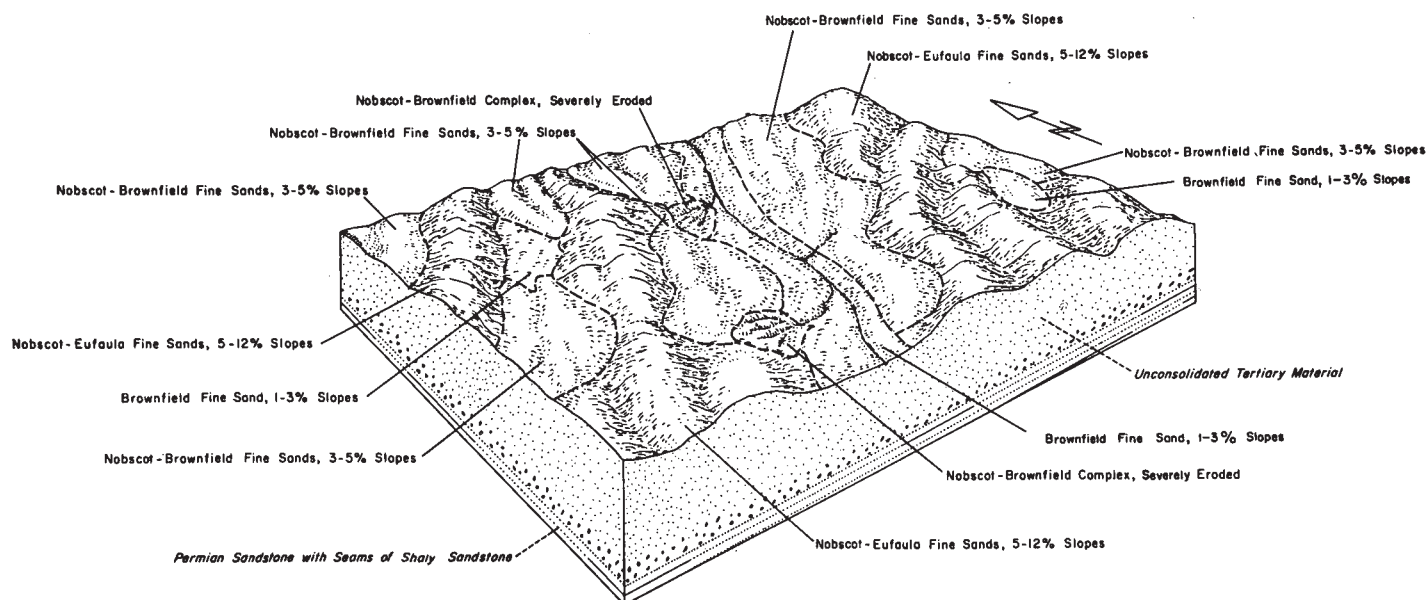 Nobscot-Brownfield Fine Sands, 3-5% Slopes
Nobscot-Eufaula Fine Sands, 5-12% Slopes
Nobscot-Brownfield Complex, Severely Eroded
Nobscot-Brownfield Fine Sands, 3-5% Slopes
Nobscot-Brownfield Fine Sands, 3-5% Slopes
Brownfield Fine Sand, 1-3% Slopes
Nobscot-Brownfield Fine Sands, 3-5% Slopes
Nobscot-Eufaula Fine Sands, 5-12% Slopes
Unconsolidated Tertiary Material
Brownfield Fine Sand, 1-3% Slopes
Brownfield Fine Sand, 1-3% Slopes
Nobscot-Brownfield Fine Sands, 3-5% Slopes
Nobscot-Brownfield Complex, Severely Eroded
Nobscot-Eufaula Fine Sands, 5-12% Slopes
Permian Sandstone with Seams of Shaly Sandstone